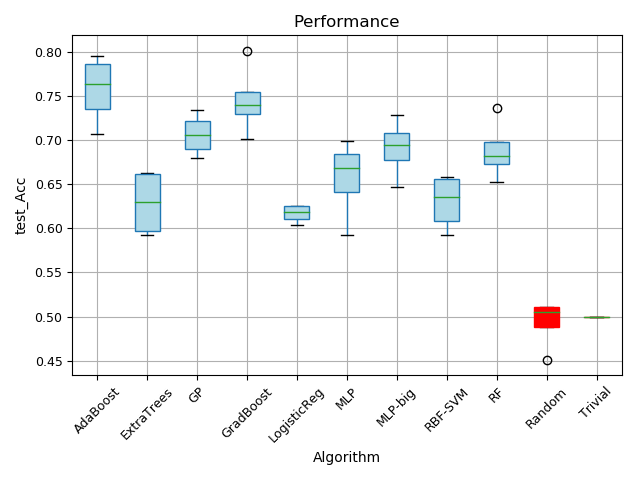 Performance
0.80
0.75
0.70
0.65
0.60
0.55
0.50
0.45
test_Acc
AdaBoost
ExtraTrees
GP
GradBoost
LogisticReg
MLP
MLP-big
RBF-SVM
RF
Random
Trivial
Algorithm